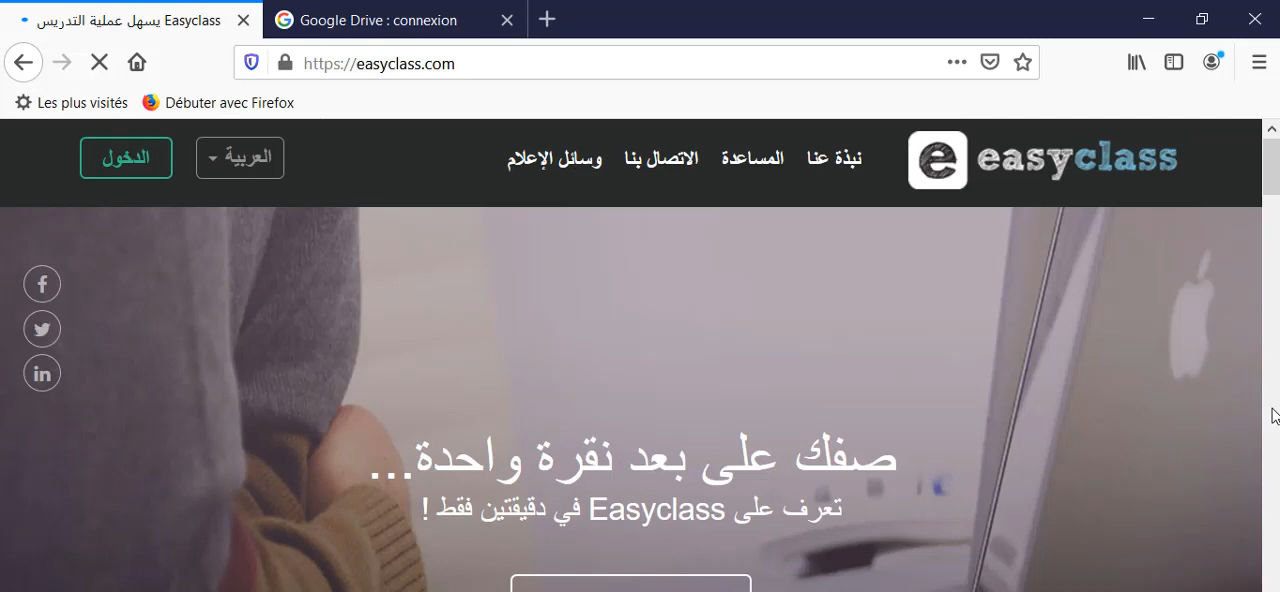 Easyclass يسهل عملية التدريس
Google Drive : connexion
https://easyclass.com
Les plus visités
Débuter avec Firefox
easyclass
نبذة عنا
المساعدة
الاتصال بنا
وسائل الإعلام
العربية
الدخول
صفك على بعد نقرة واحدة...
تعرف على Easyclass في دقيقتين فقط !